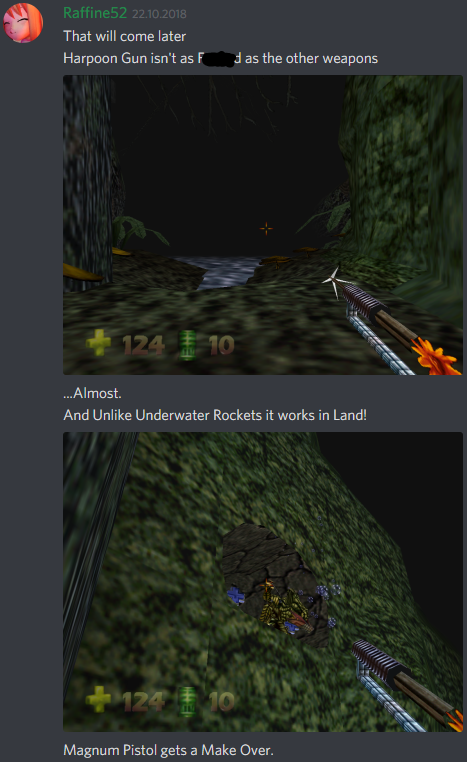 Raffine52 22.10.2018
That will come later
Harpoon Gun isn't as as the other weapons
124 10
...Almost.
And Unlike Underwater Rockets it works in Land!
124 10
Magnum Pistol gets a Make Over.